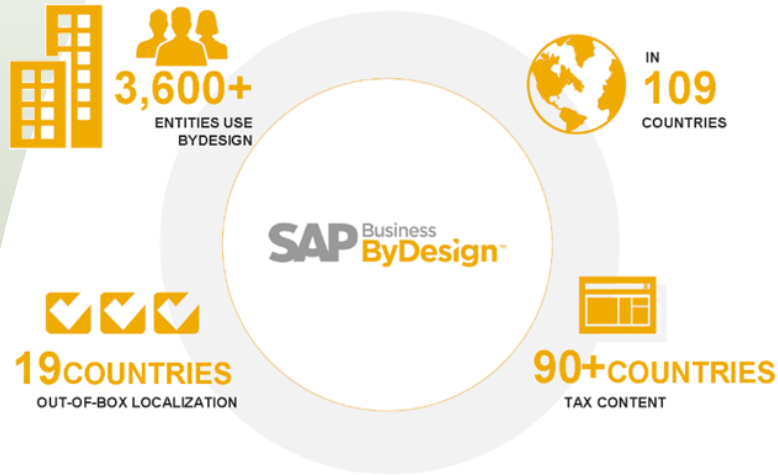 3,600+
ENTITIES USE
BYDESIGN
IN
109
COUNTRIES
SAP Business
ByDesign™
19COUNTRIES
OUT-OF-BOX LOCALIZATION
90+COUNTRIES
TAX CONTENT